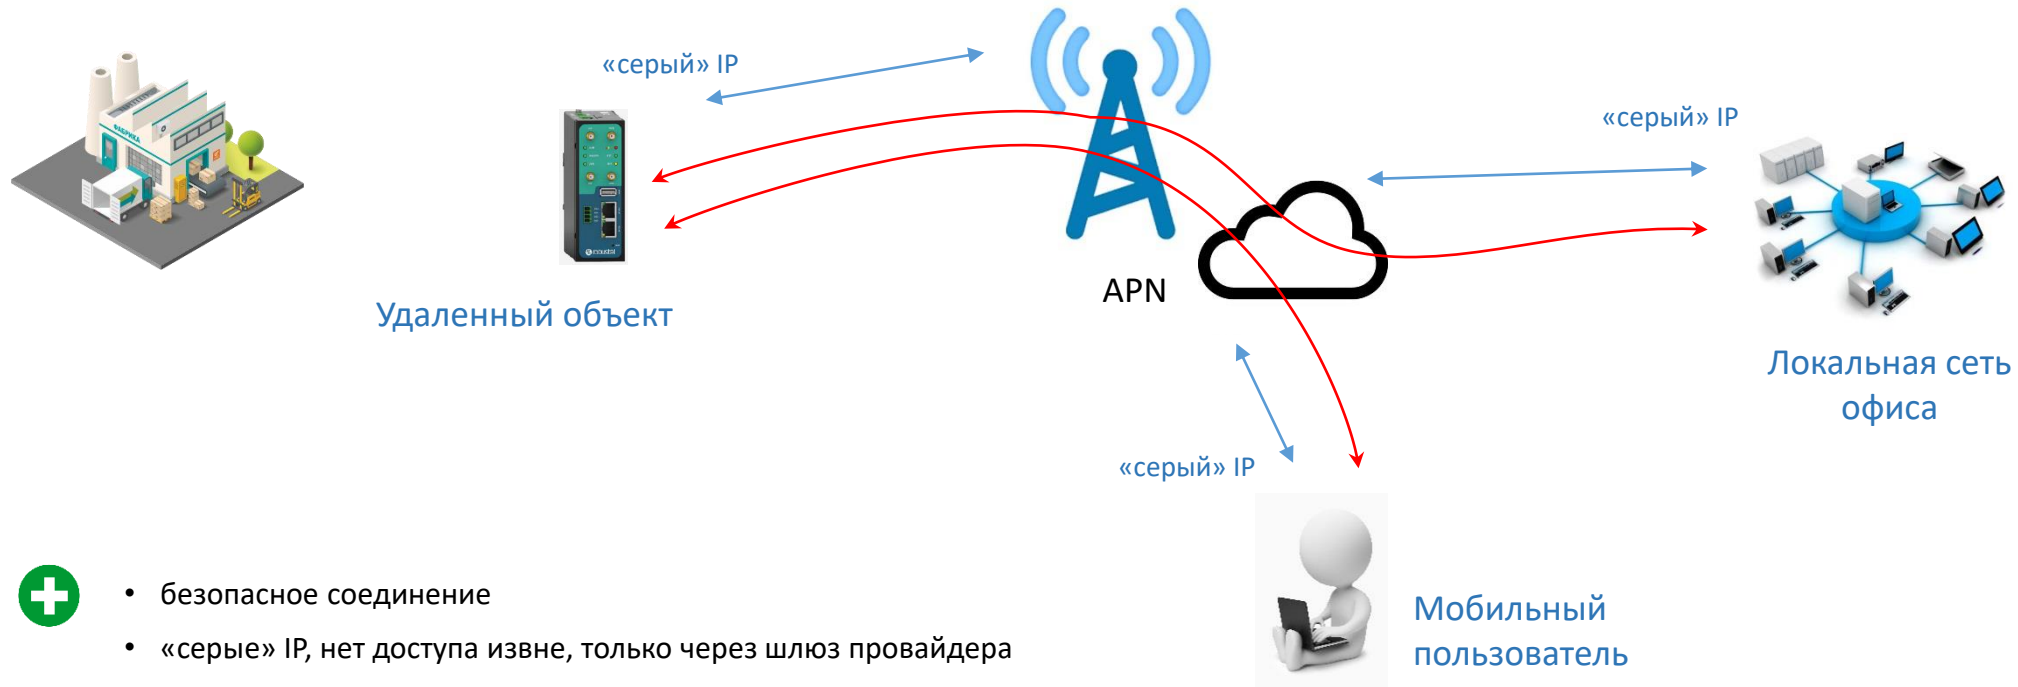 «серый» IP
«серый» IP
ФАБРИКА
APN
Удаленный объект
Локальная сеть
офиса
«серый» IP
• безопасное соединение
• «серые» IP, нет доступа извне, только через шлюз провайдера
Мобильный
пользователь